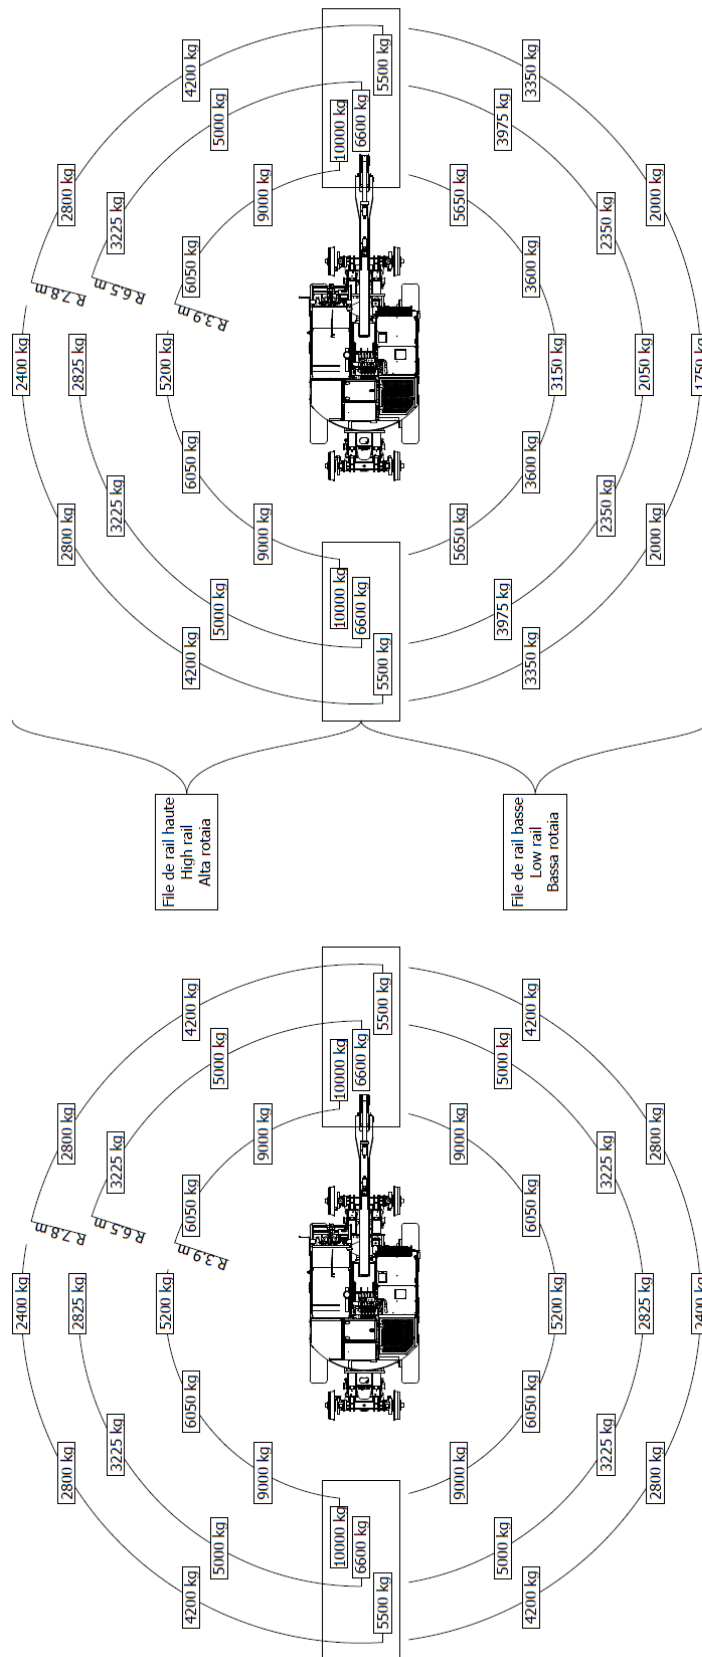 2400 kg
R 7.8 m
2800 kg
2800 kg
2825 kg
R 6.5 m
3225 kg
3225 kg
5200 kg
R 3.9 m
4200 kg
6050 kg
6050 kg
4200 kg
5000 kg
5000 kg
9000 kg
9000 kg
10000 kg
10000 kg
6600 kg
6600 kg
5500 kg
5500 kg
9000 kg
9000 kg
5000 kg
5000 kg
4200 kg
6050 kg
6050 kg
4200 kg
5200 kg
3225 kg
3225 kg
2825 kg
2800 kg
2800 kg
2400 kg
File de rail haute
High rail
Alta rotaia
File de rail basse
Low rail
Bassa rotaia
2400 kg
R 7.8 m
2800 kg
2800 kg
2825 kg
R 6.5 m
3225 kg
3225 kg
5200 kg
R 3.9 m
4200 kg
6050 kg
6050 kg
4200 kg
5000 kg
5000 kg
9000 kg
9000 kg
10000 kg
10000 kg
6600 kg
6600 kg
5500 kg
5500 kg
5650 kg
5650 kg
3975 kg
3975 kg
3350 kg
3600 kg
3600 kg
3350 kg
3150 kg
2350 kg
2350 kg
2050 kg
2000 kg
2000 kg
1750 kg